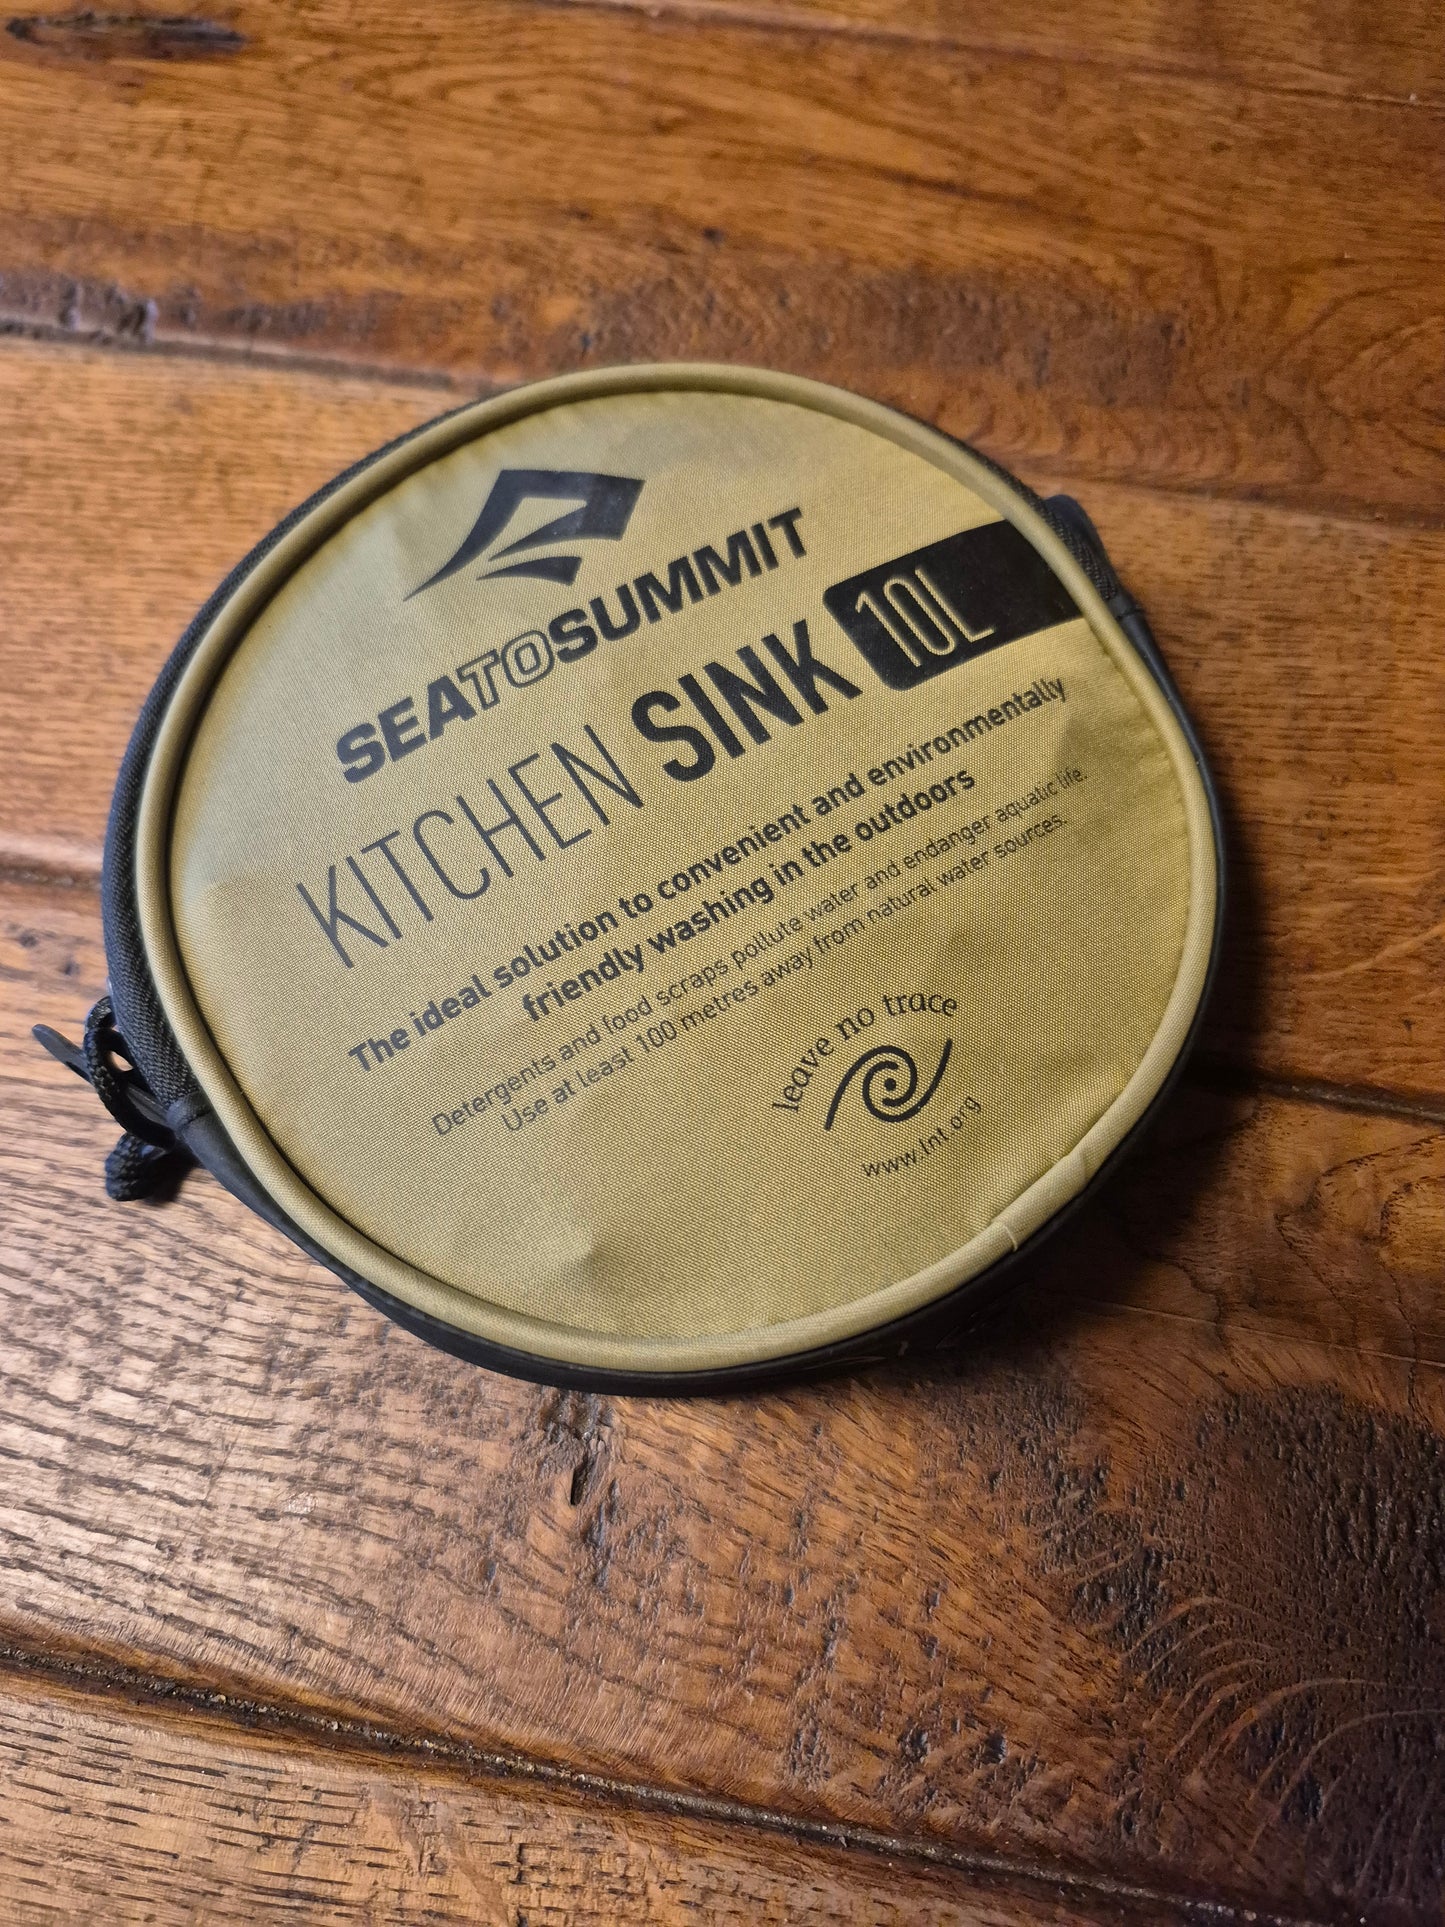 SEATOSUMMIT
KITCHEN SINK 10L
The ideal solution to convenient and environmentally
friendly washing in the outdoors
Detergents and food scraps pollute water and endanger aquatic life.
Use at least 100 metres away from natural water sources.
leave no trace
www.lnt.org